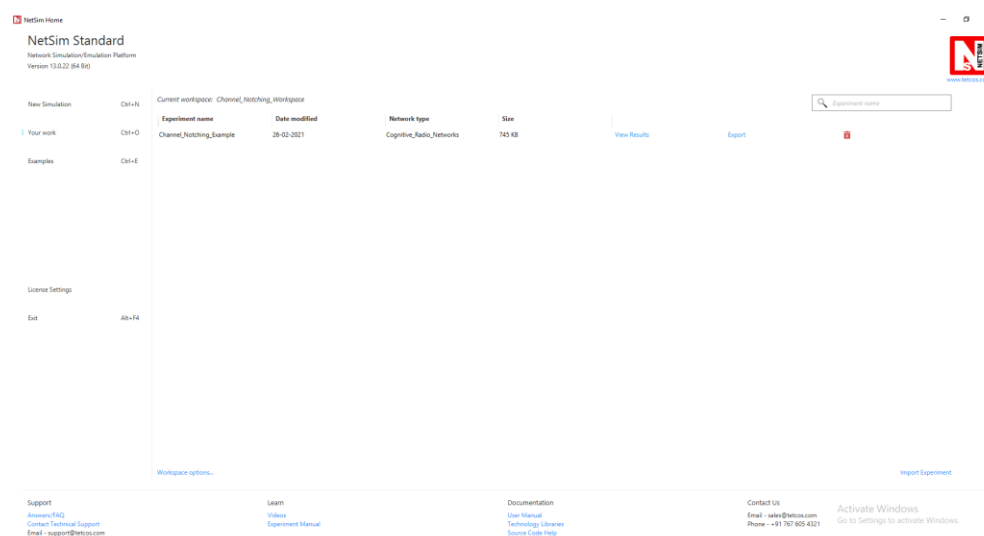 NetSim Home
NetSim Standard
Network Simulation/Emulation Platform
Version 13.0.22 (64 Bit)
NETSIM
www.tetcos.c
New Simulation Ctrl+N
Your work Ctrl+O
Examples Ctrl+E
License Settings
Exit Alt+F4
Current workspace: Channel_Notching_Workspace
Experiment name
Experiment name Date modified Network type Size
Channel_Notching_Example 26-02-2021 Cognitive_Radio_Networks 745 KB View Results Export
Workspace options... Import Experiment
Support
Answers/FAQ
Contact Technical Support
Email - support@tetcos.com
Learn
Videos
Experiment Manual
Documentation
User Manual
Technology Libraries
Source Code Help
Contact Us
Email - sales@tetcos.com
Phone - +91 767 605 4321
Activate Windows
Go to Settings to activate Windows.